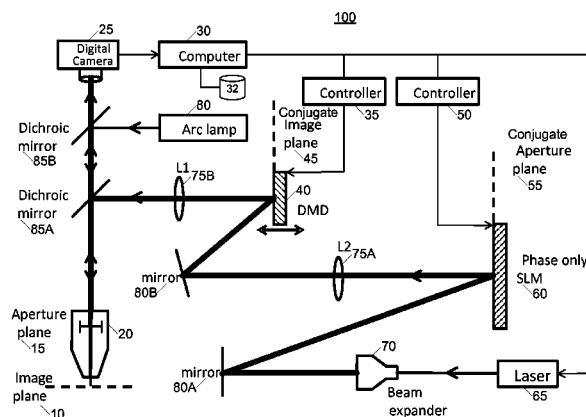 100
25
Digital
Camera
30
Computer
32
Controller
35
Controller
50
80
Arc lamp
Conjugate
Image
plane
45
Conjugate
Aperture
plane
55
Dichroic
mirror
85B
L1
75B
40
DMD
Dichroic
mirror
85A
L2
75A
Phase only
SLM
60
mirror
80B
Aperture
plane
15
20
70
Image
plane
10
mirror
80A
Beam
expander
Laser
65